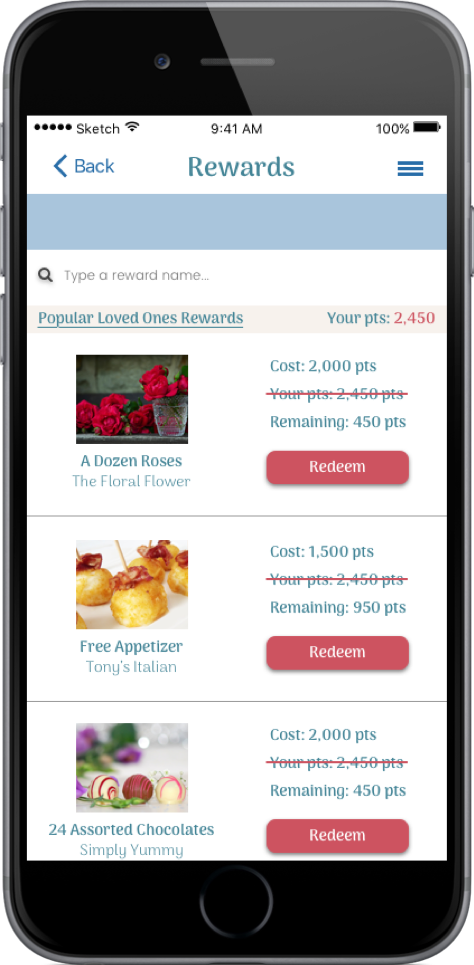 Sketch 9:41 AM 100%
Back Rewards
Type a reward name...
Popular Loved Ones Rewards Your pts: 2,450
Cost: 2,000 pts
Your pts: 2,450 pts
Remaining: 450 pts
A Dozen Roses
The Floral Flower
Redeem
Cost: 1,500 pts
Your pts: 2,450 pts
Remaining: 950 pts
Free Appetizer
Tony's Italian
Redeem
Cost: 2,000 pts
Your pts: 2,450 pts
Remaining: 450 pts
24 Assorted Chocolates
Simply Yummy
Redeem